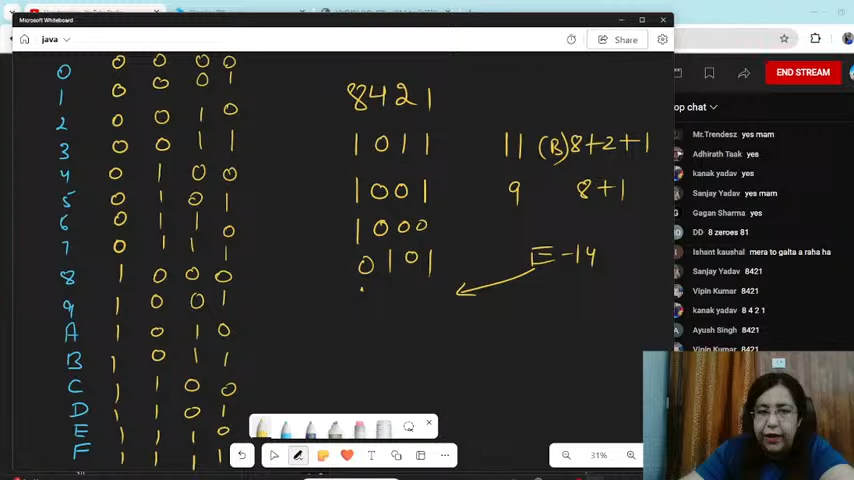 Microsoft Whiteboard
java
Share
END STREAM
op chat
0 0 0 0 0
1 0 0 0 1
2 0 0 1 0
3 0 0 1 1
4 0 1 0 0
5 0 1 0 1
6 0 1 1 0
7 0 1 1 1
8 1 0 0 0
9 1 0 0 1
A 1 0 1 0
B 1 0 1 1
C 1 1 0 0
D 1 1 0 1
E 1 1 1 0
F 1 1 1 1
8421
1011 11 (B) 8+2+1
1001 9 8+1
1000
0101 E-14
Mr.Trendesz yes mam
Adhirath Taak yes
kanak yadav yes
Sanjay Yadav yes mam
Gagan Sharma yes
DD 8 zeroes 81
Ishant kaushal mera to galta a raha ha
Sanjay Yadav 8421
Vipin Kumar 8421
kanak yadav 8 4 2 1
Ayush Singh 8421
Vipin Kumar 8421
31%